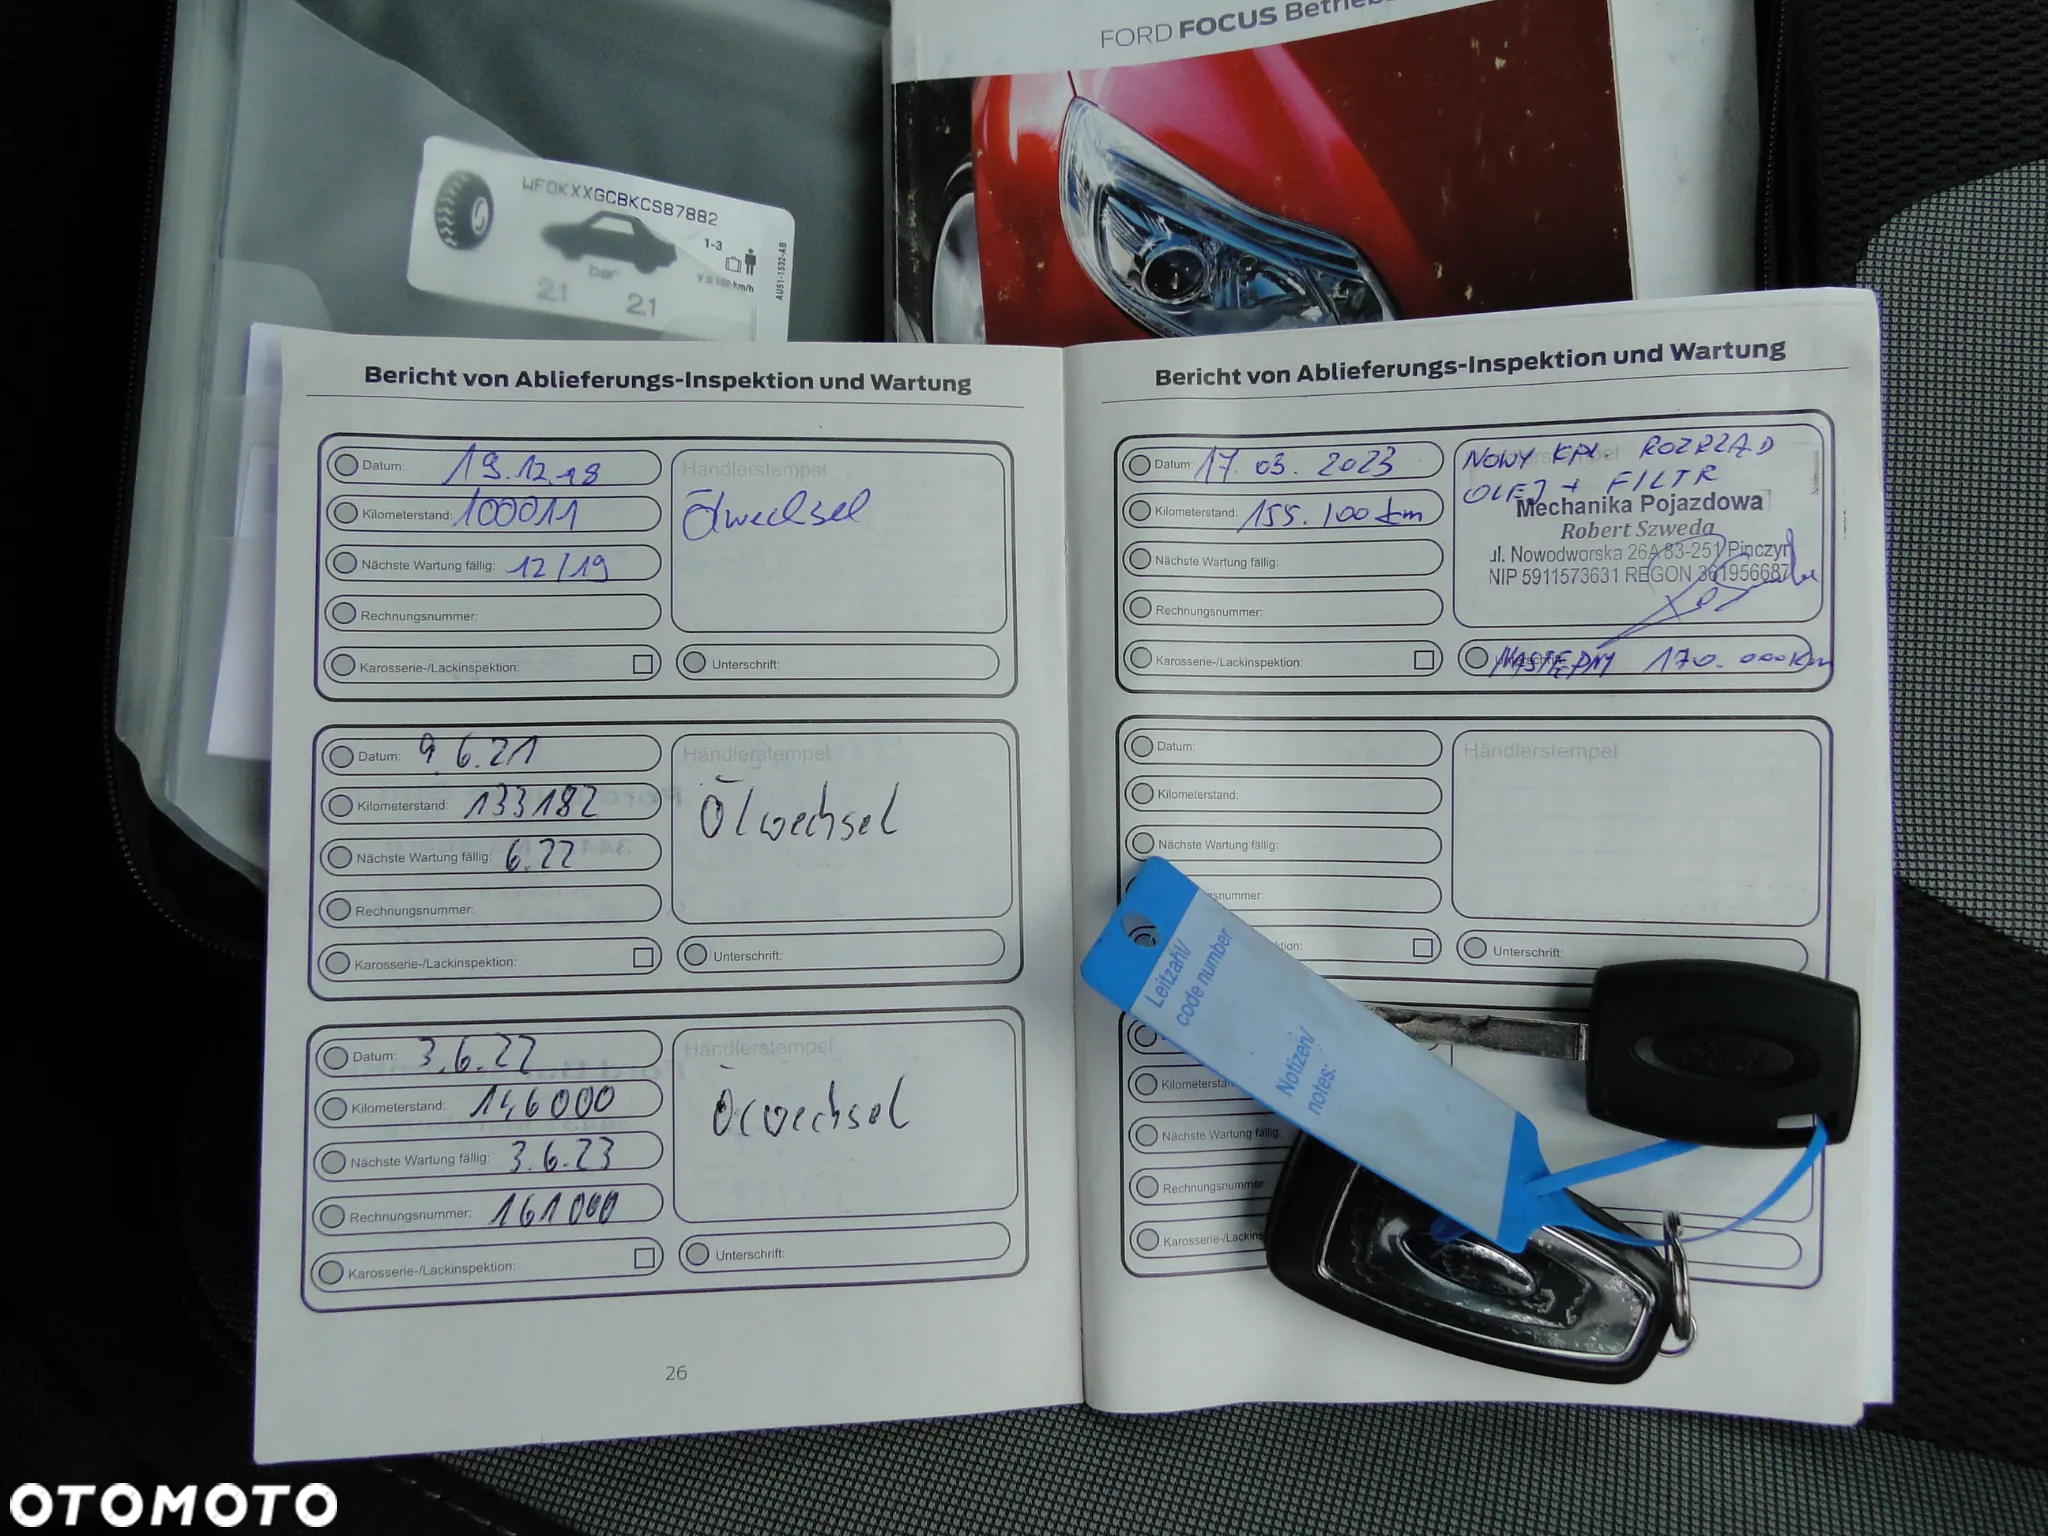 FORD FOCUS
WF0KXXGCBKCS87882
1-3
bar
2.1
2.1
km/h
AU51-1532-AB
Bericht von Ablieferungs-Inspektion und Wartung
Datum: 19.12.18
Kilometerstand: 100011
Nächste Wartung fällig: 12/19
Rechnungsnummer:
Karosserie-/Lackinspektion:
Händlerstempel
Ölwechsel
Unterschrift:
Datum: 9.6.21
Kilometerstand: 133182
Nächste Wartung fällig: 6.22
Rechnungsnummer:
Karosserie-/Lackinspektion:
Händlerstempel
Ölwechsel
Unterschrift:
Datum: 3.6.22
Kilometerstand: 146000
Nächste Wartung fällig: 3.6.23
Rechnungsnummer: 161000
Karosserie-/Lackinspektion:
Händlerstempel
Ölwechsel
Unterschrift:
26
Bericht von Ablieferungs-Inspektion und Wartung
Datum: 17.03.2023
Kilometerstand: 155.100 km
Nächste Wartung fällig:
Rechnungsnummer:
Karosserie-/Lackinspektion:
NOWY KPL. ROZRZĄD
OLEJ + FILTR
Mechanika Pojazdowa
Robert Szweda
ul. Nowodworska 26A 83-251 Pinczyn
NIP 5911573631 REGON 361956687
NASTĘPNY 170.000 km
Datum:
Kilometerstand:
Nächste Wartung fällig:
Händlerstempel
Unterschrift:
Nächste Wartung fällig:
Rechnungsnummer:
Leitzahl/
code number
Notizen/
notes:
OTOMOTO